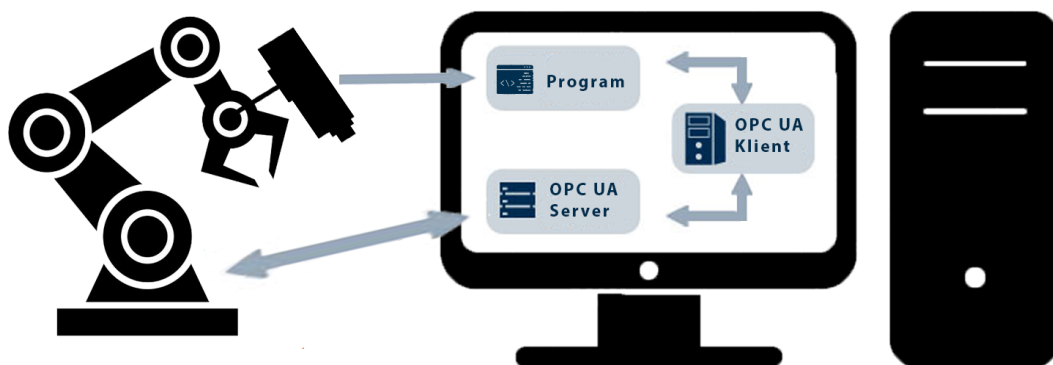 Program
OPC UA
Klient
OPC UA
Server